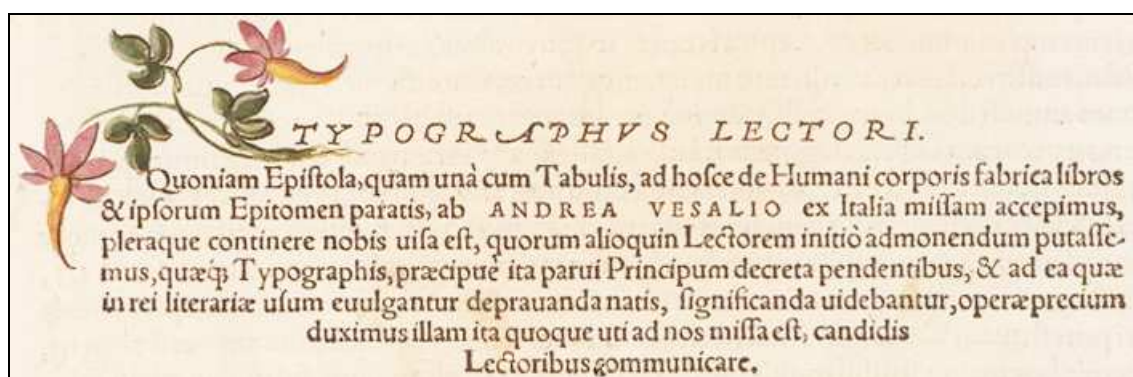 TYPOGRAPHVS LECTORI.
Quoniam Epiſtola, quam unà cum Tabulis, ad hoſce de Humani corporis fabrica libros
& ipſorum Epitomen paratis, ab ANDREA VESALIO ex Italia miſſam accepimus,
pleraque continere nobis uiſa eſt, quorum alioquin Lectorem initiò admonendum putaſſe-
mus, quæq́ꝫ Typographis, præcipuè ita parui Principum decreta pendentibus, & ad ea quæ
in rei literariæ uſum euulgantur deprauanda natis, ſignificanda uidebantur, operæprecium
duximus illam ita quoque uti ad nos miſſa eſt, candidis
Lectoribus communicare.